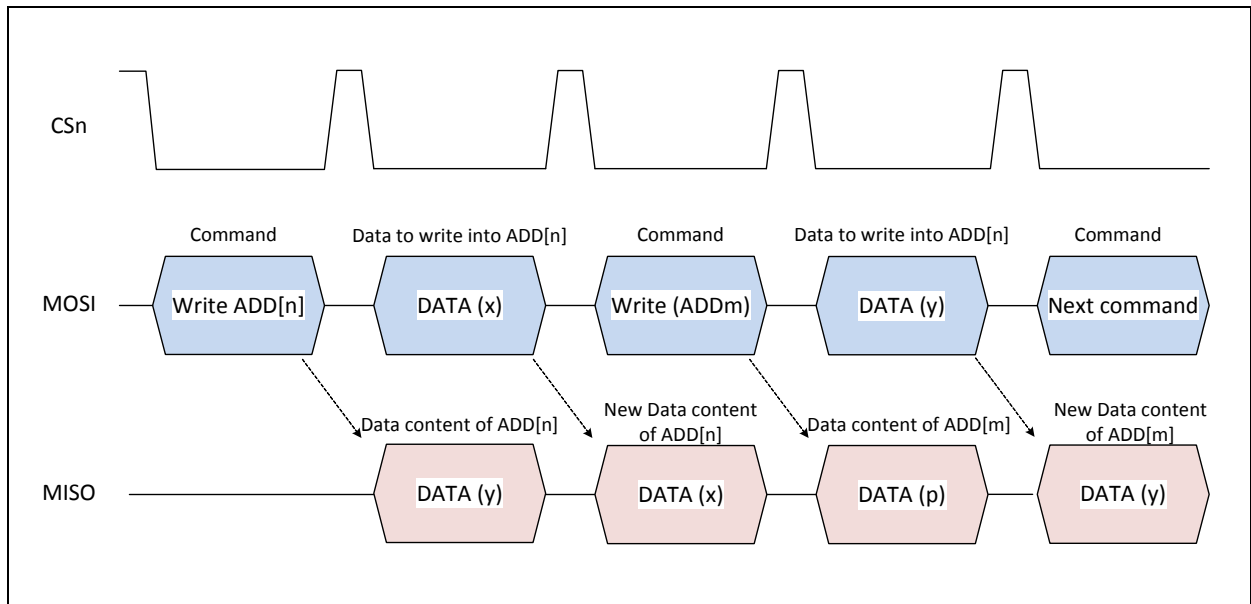 CSn
Command
Data to write into ADD[n]
Command
Data to write into ADD[n]
Command
MOSI
Write ADD[n]
DATA (x)
Write (ADDm)
DATA (y)
Next command
Data content of ADD[n]
New Data content
of ADD[n]
Data content of ADD[m]
New Data content
of ADD[m]
MISO
DATA (y)
DATA (x)
DATA (p)
DATA (y)